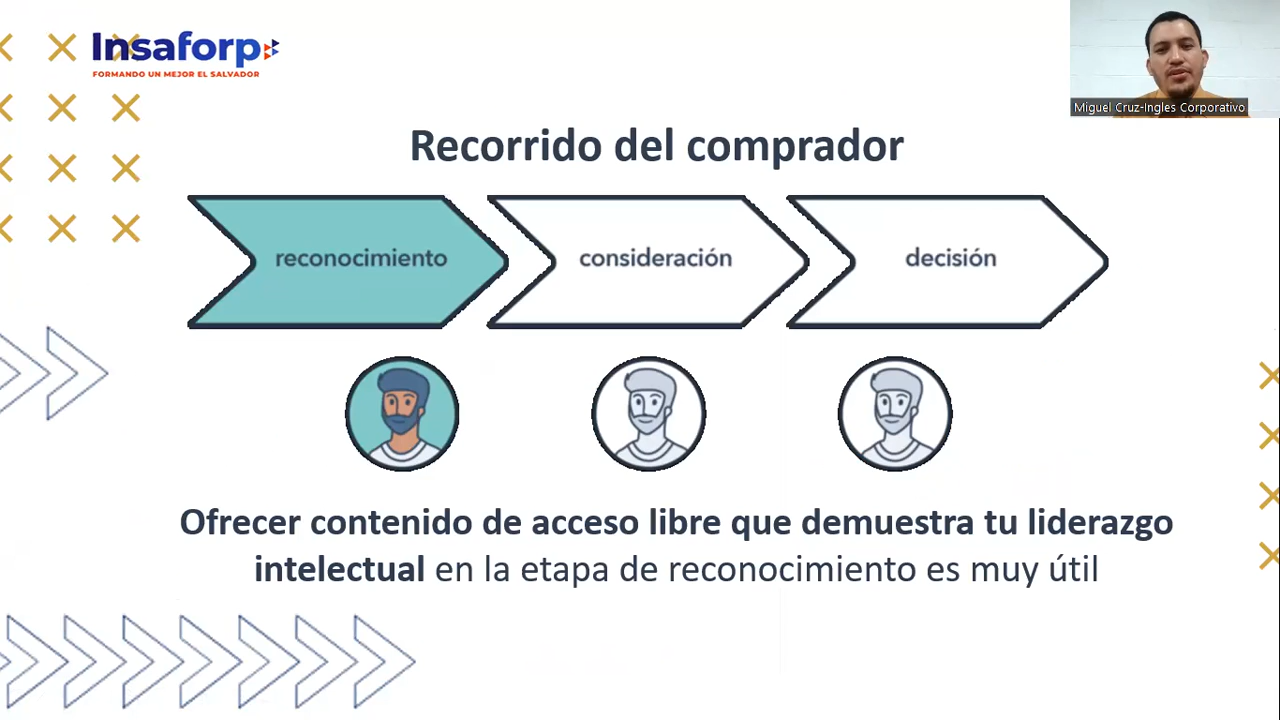 Insaforp
FORMANDO UN MEJOR EL SALVADOR
Miguel Cruz-Ingles Corporativo
Recorrido del comprador
reconocimiento
consideración
decisión
Ofrecer contenido de acceso libre que demuestra tu liderazgo
intelectual en la etapa de reconocimiento es muy útil